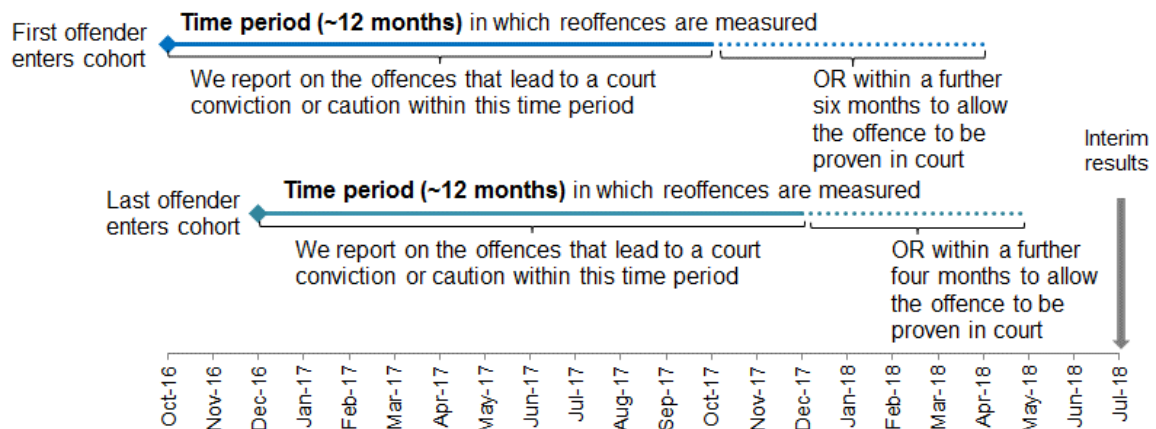 Time period (~12 months) in which reoffences are measured
First offender
enters cohort
We report on the offences that lead to a court
conviction or caution within this time period
OR within a further
six months to allow
the offence to be
proven in court
Interim
results
Time period (~12 months) in which reoffences are measured
Last offender
enters cohort
We report on the offences that lead to a court
conviction or caution within this time period
OR within a further
four months to allow
the offence to be
proven in court
Oct-16
Nov-16
Dec-16
Jan-17
Feb-17
Mar-17
Apr-17
May-17
Jun-17
Jul-17
Aug-17
Sep-17
Oct-17
Nov-17
Dec-17
Jan-18
Feb-18
Mar-18
Apr-18
May-18
Jun-18
Jul-18